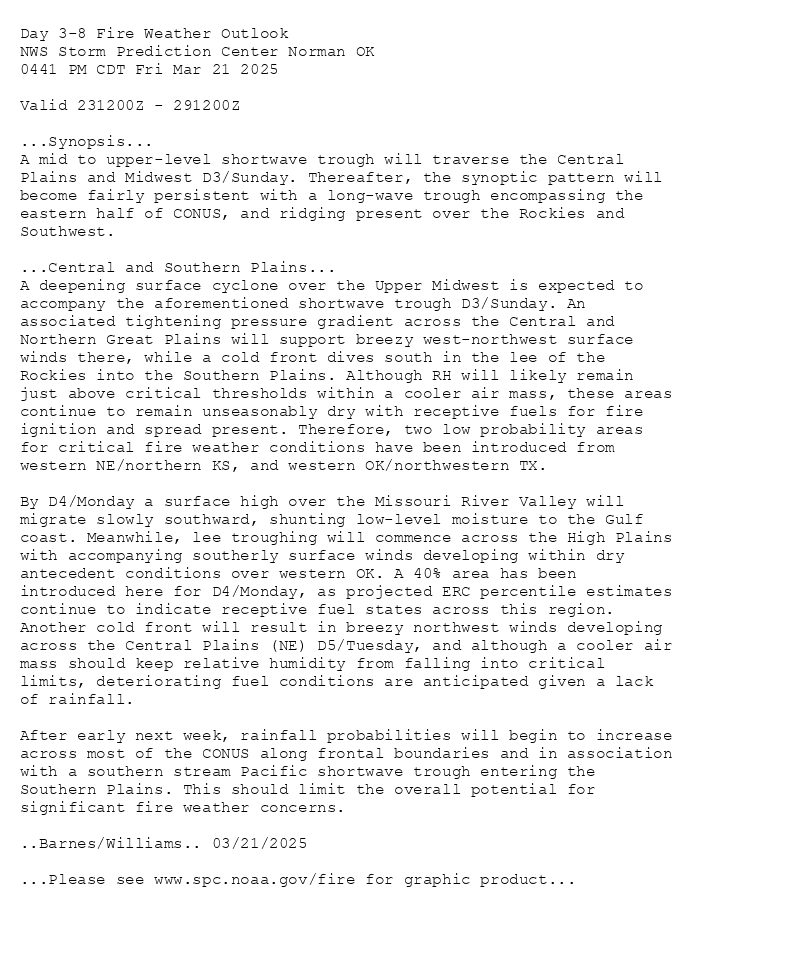 Day 3-8 Fire Weather Outlook
NWS Storm Prediction Center Norman OK
0441 PM CDT Fri Mar 21 2025

Valid 231200Z - 291200Z

...Synopsis...
A mid to upper-level shortwave trough will traverse the Central
Plains and Midwest D3/Sunday. Thereafter, the synoptic pattern will
become fairly persistent with a long-wave trough encompassing the
eastern half of CONUS, and ridging present over the Rockies and
Southwest.

...Central and Southern Plains...
A deepening surface cyclone over the Upper Midwest is expected to
accompany the aforementioned shortwave trough D3/Sunday. An
associated tightening pressure gradient across the Central and
Northern Great Plains will support breezy west-northwest surface
winds there, while a cold front dives south in the lee of the
Rockies into the Southern Plains. Although RH will likely remain
just above critical thresholds within a cooler air mass, these areas
continue to remain unseasonably dry with receptive fuels for fire
ignition and spread present. Therefore, two low probability areas
for critical fire weather conditions have been introduced from
western NE/northern KS, and western OK/northwestern TX.

By D4/Monday a surface high over the Missouri River Valley will
migrate slowly southward, shunting low-level moisture to the Gulf
coast. Meanwhile, lee troughing will commence across the High Plains
with accompanying southerly surface winds developing within dry
antecedent conditions over western OK. A 40% area has been
introduced here for D4/Monday, as projected ERC percentile estimates
continue to indicate receptive fuel states across this region.
Another cold front will result in breezy northwest winds developing
across the Central Plains (NE) D5/Tuesday, and although a cooler air
mass should keep relative humidity from falling into critical
limits, deteriorating fuel conditions are anticipated given a lack
of rainfall.

After early next week, rainfall probabilities will begin to increase
across most of the CONUS along frontal boundaries and in association
with a southern stream Pacific shortwave trough entering the
Southern Plains. This should limit the overall potential for
significant fire weather concerns.

..Barnes/Williams.. 03/21/2025

...Please see www.spc.noaa.gov/fire for graphic product...